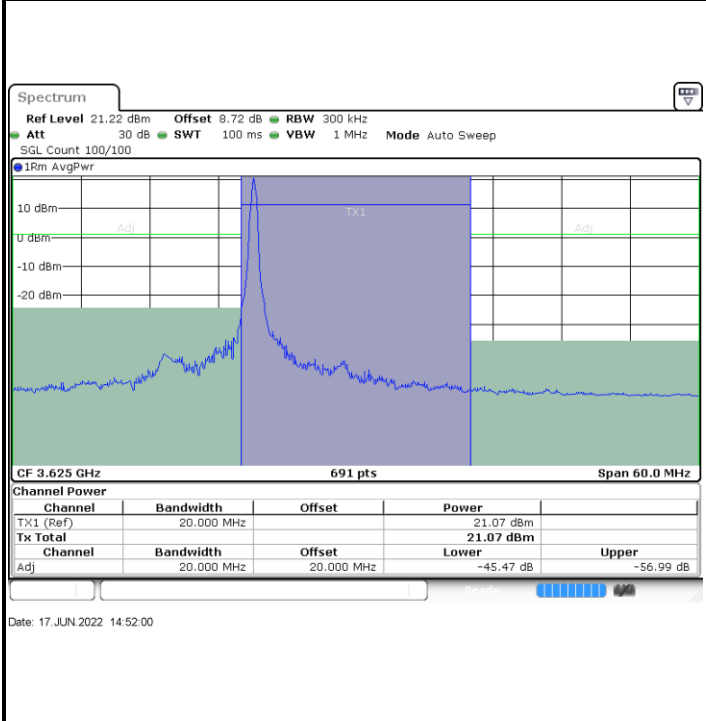 Spectrum
Ref Level 21.22 dBm Offset 8.72 dB RBW 300 kHz
Att 30 dB SWT 100 ms VBW 1 MHz Mode Auto Sweep
SGL Count 100/100
1Rm AvgPwr
10 dBm
TX1
Adj Adj
0 dBm
-10 dBm
-20 dBm
CF 3.625 GHz 691 pts Span 60.0 MHz
Channel Power
Channel Bandwidth Offset Power
TX1 (Ref) 20.000 MHz 21.07 dBm
Tx Total 21.07 dBm
Channel Bandwidth Offset Lower Upper
Adj 20.000 MHz 20.000 MHz -45.47 dB -56.99 dB
Ready
Date: 17.JUN.2022 14:52:00